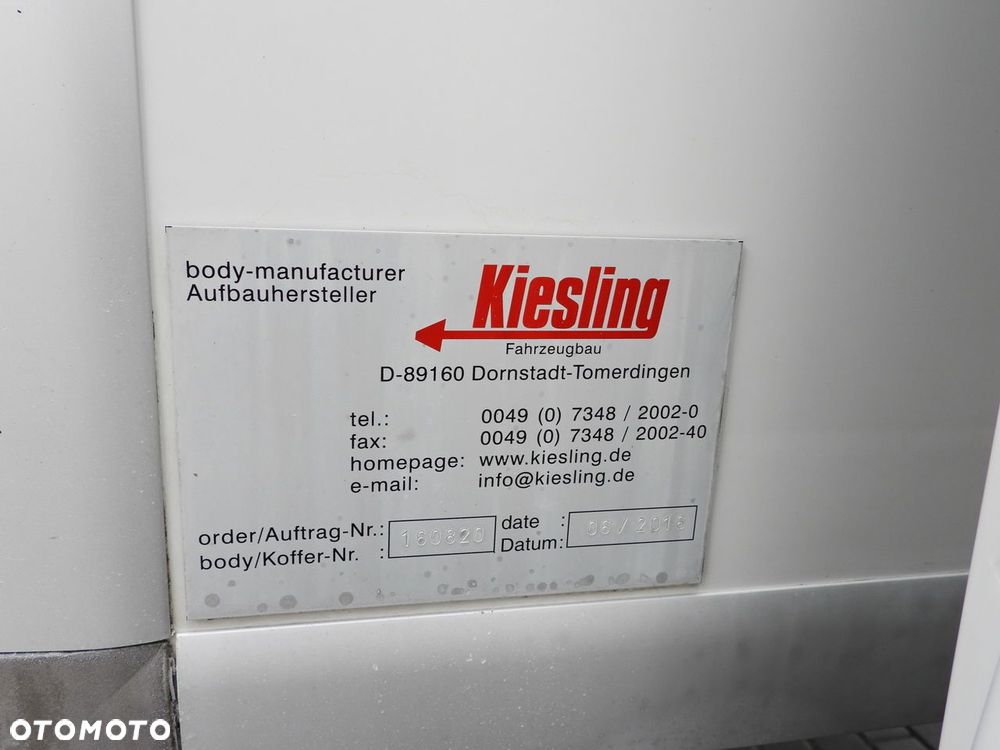 body-manufacturer
Aufbauhersteller
Kiesling
Fahrzeugbau
D-89160 Dornstadt-Tomerdingen
tel.: 0049 (0) 7348 / 2002-0
fax: 0049 (0) 7348 / 2002-40
homepage: www.kiesling.de
e-mail: info@kiesling.de
order/Auftrag-Nr.: 160820 date :
body/Koffer-Nr. : Datum: 06/2016
OTOMOTO